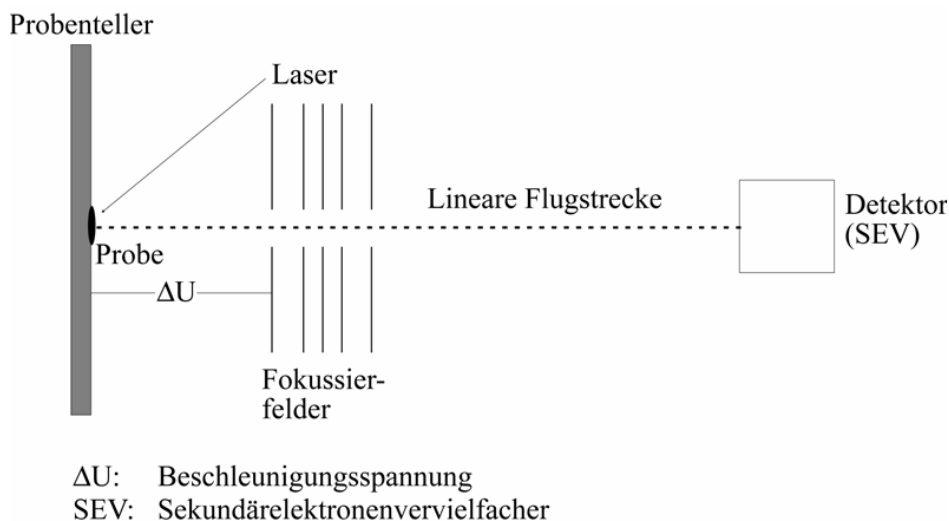 Probenteller
Laser
Lineare Flugstrecke
Detektor
(SEV)
Probe
ΔU
Fokussier-
felder
ΔU: Beschleunigungsspannung
SEV: Sekundärelektronenvervielfacher